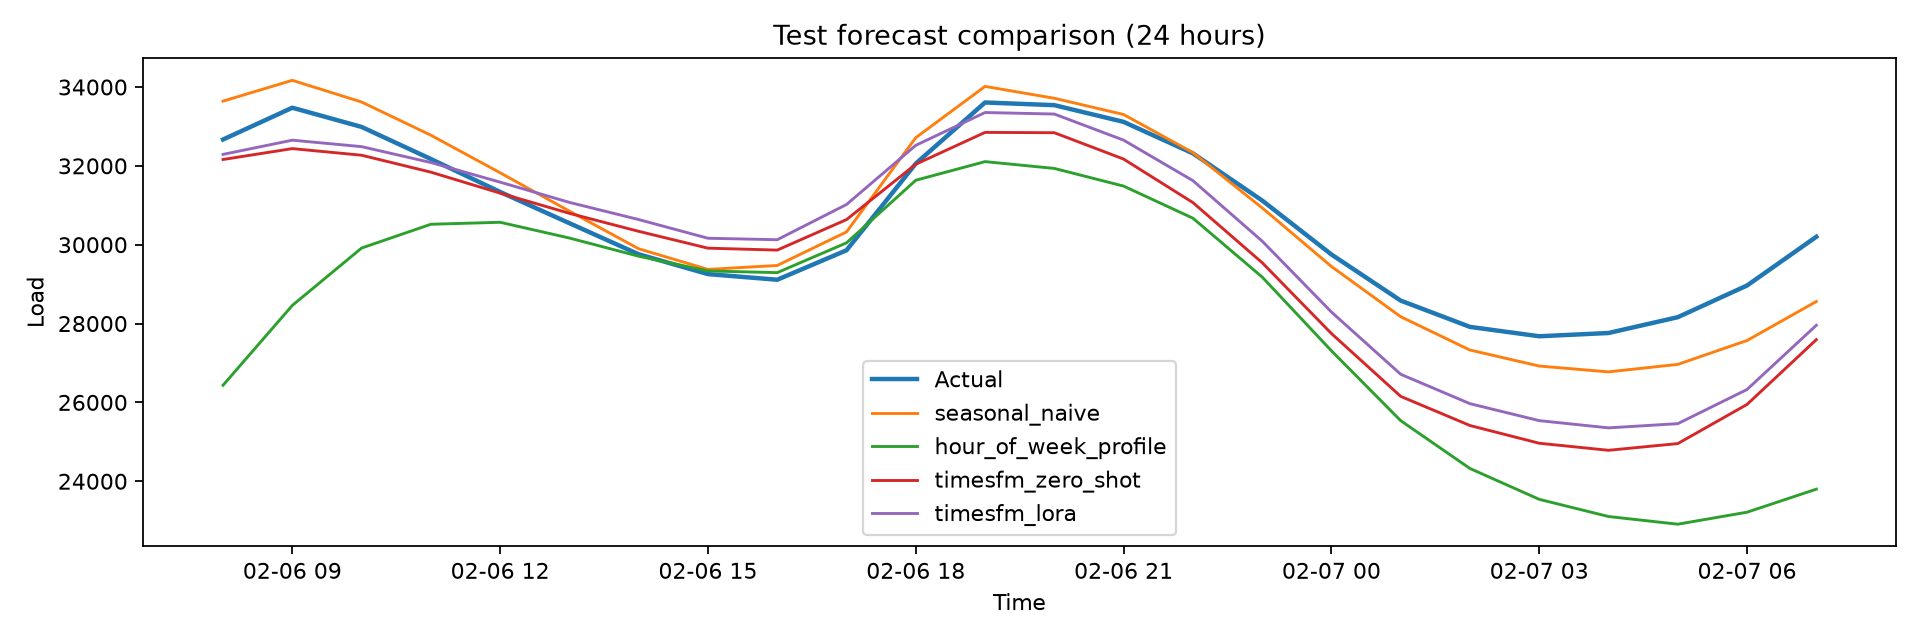 Test forecast comparison (24 hours)
34000
32000
30000
28000
26000
24000
Load
Actual
seasonal_naive
hour_of_week_profile
timesfm_zero_shot
timesfm_lora
02-06 09 02-06 12 02-06 15 02-06 18 02-06 21 02-07 00 02-07 03 02-07 06
Time